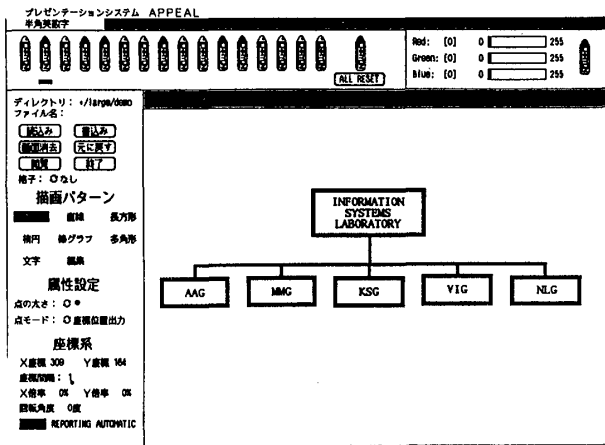 プレゼンテーションシステム APPEAL
半角英数字
Red: [0] 0 255
Green: [0] 0 255
Blue: [0] 0 255
ALL RESET
ディレクトリ: ~/large/demo
ファイル名:
読込み 書込み
画面消去 元に戻す
終了
格子: なし
描画パターン
直線 長方形
楕円 棒グラフ 多角形
文字 編集
属性設定
点の大きさ:
点モード: 座標位置出力
座標系
X座標 309 Y座標 164
座標間隔: 1
X倍率 0% Y倍率 0%
回転角度 0度
REPORTING AUTOMATIC
INFORMATION
SYSTEMS
LABORATORY
AAG MMG KSG VIG NLG